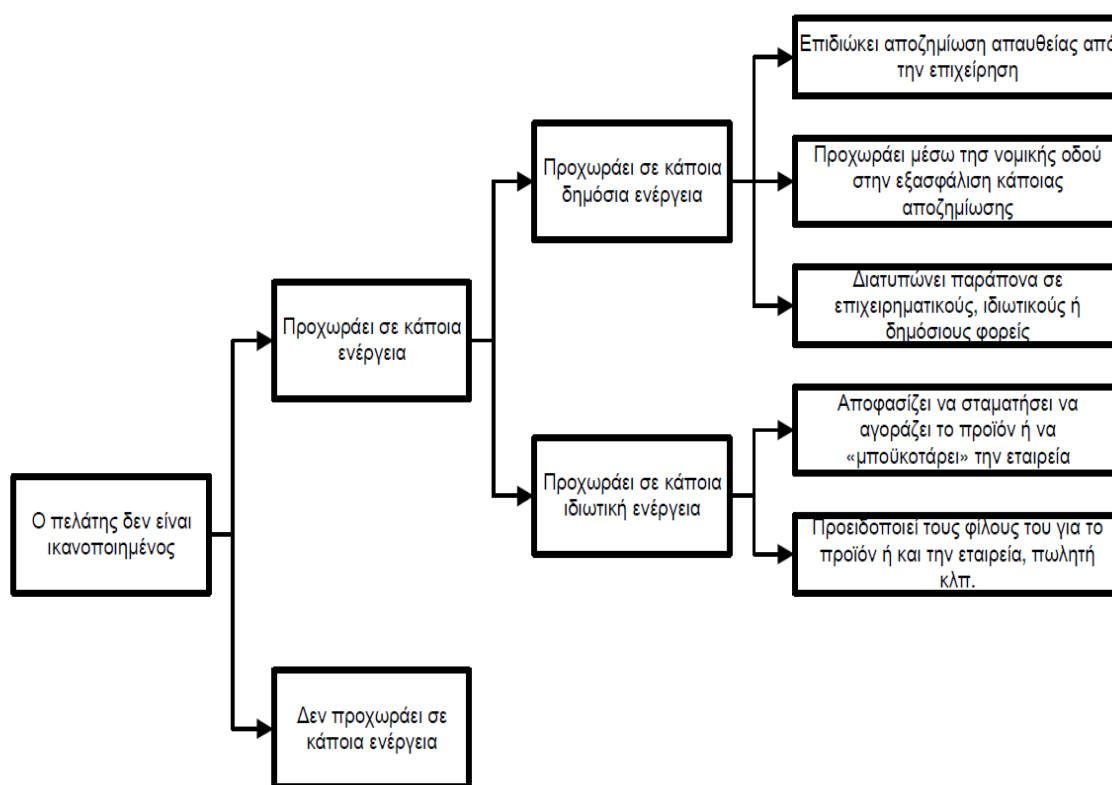 Επιδιώκει αποζημίωση απαυθείας από
την επιχείρηση
Προχωράει σε κάποια
δημόσια ενέργεια
Προχωράει μέσω τησ νομικής οδού
στην εξασφάλιση κάποιας
αποζημίωσης
Διατυπώνει παράπονα σε
επιχειρηματικούς, ιδιωτικούς ή
δημόσιους φορείς
Προχωράει σε κάποια
ενέργεια
Αποφασίζει να σταματήσει να
αγοράζει το προϊόν ή να
«μποϋκοτάρει» την εταιρεία
Προχωράει σε κάποια
ιδιωτική ενέργεια
Ο πελάτης δεν είναι
ικανοποιημένος
Προειδοποιεί τους φίλους του για το
προϊόν ή και την εταιρεία, πωλητή
κλπ.
Δεν προχωράει σε
κάποια ενέργεια